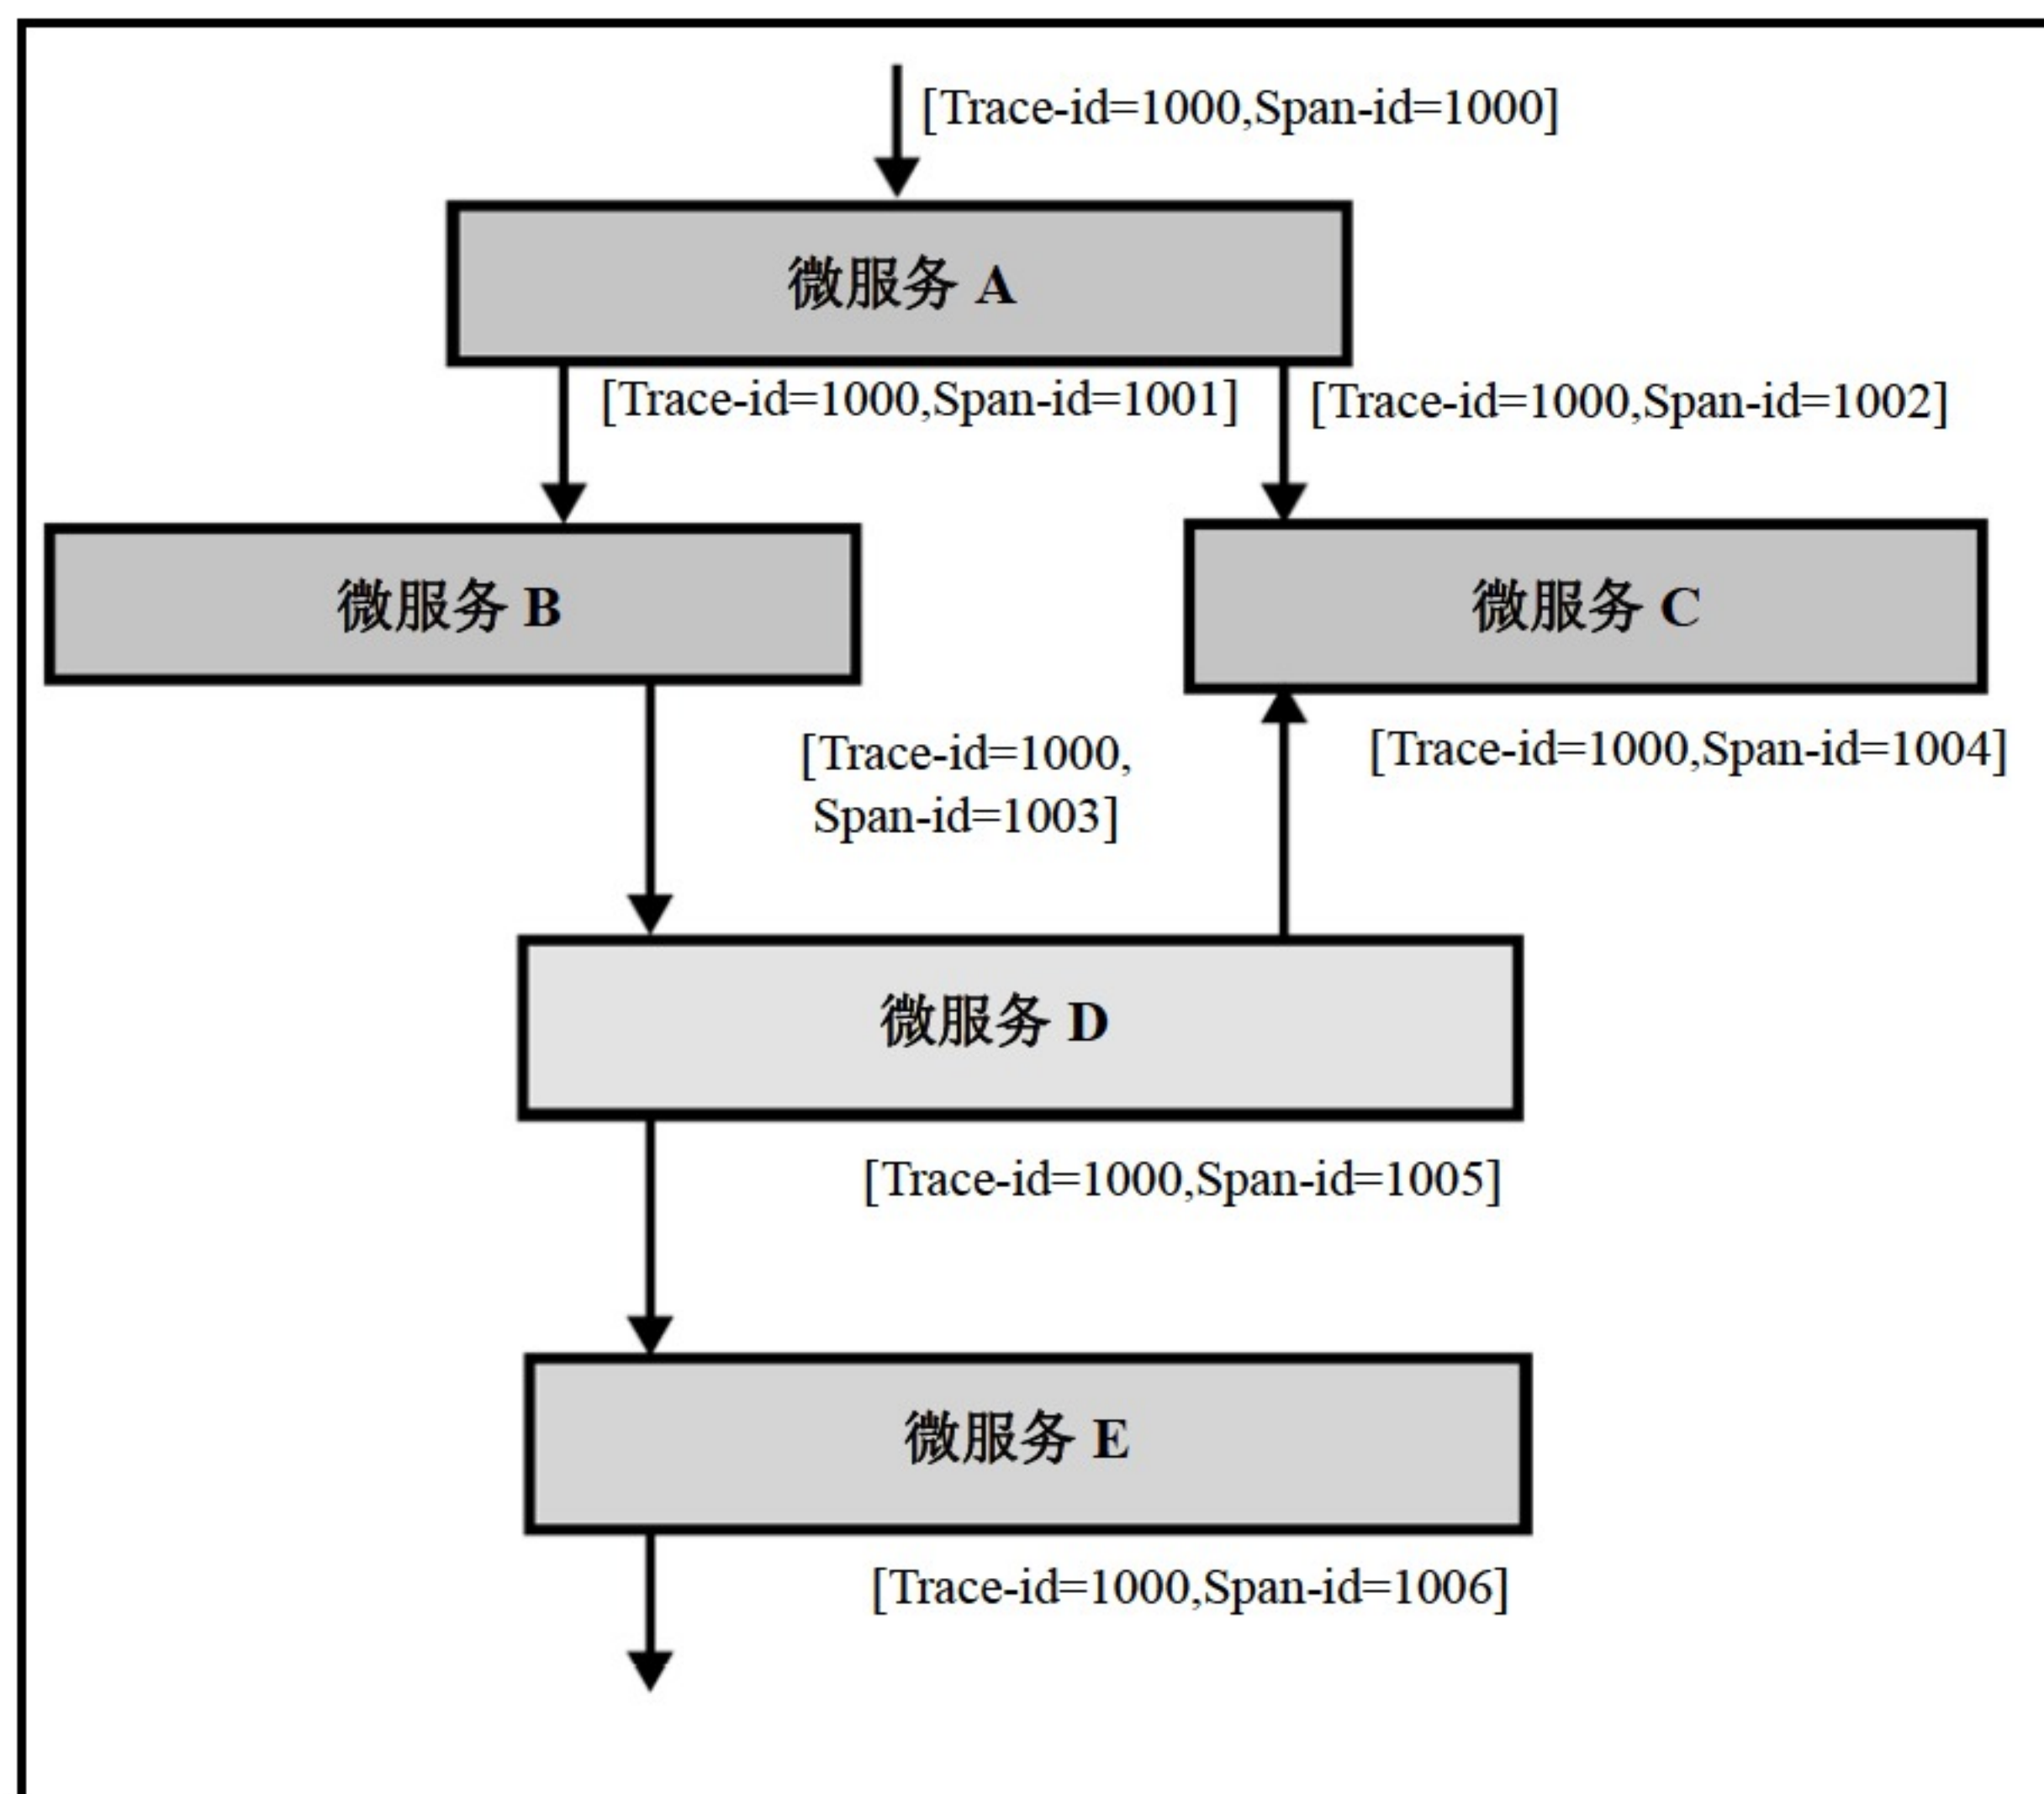 [Trace-id=1000,Span-id=1000]
微服务 A
[Trace-id=1000,Span-id=1001]
[Trace-id=1000,Span-id=1002]
微服务 B
微服务 C
[Trace-id=1000,
Span-id=1003]
[Trace-id=1000,Span-id=1004]
微服务 D
[Trace-id=1000,Span-id=1005]
微服务 E
[Trace-id=1000,Span-id=1006]